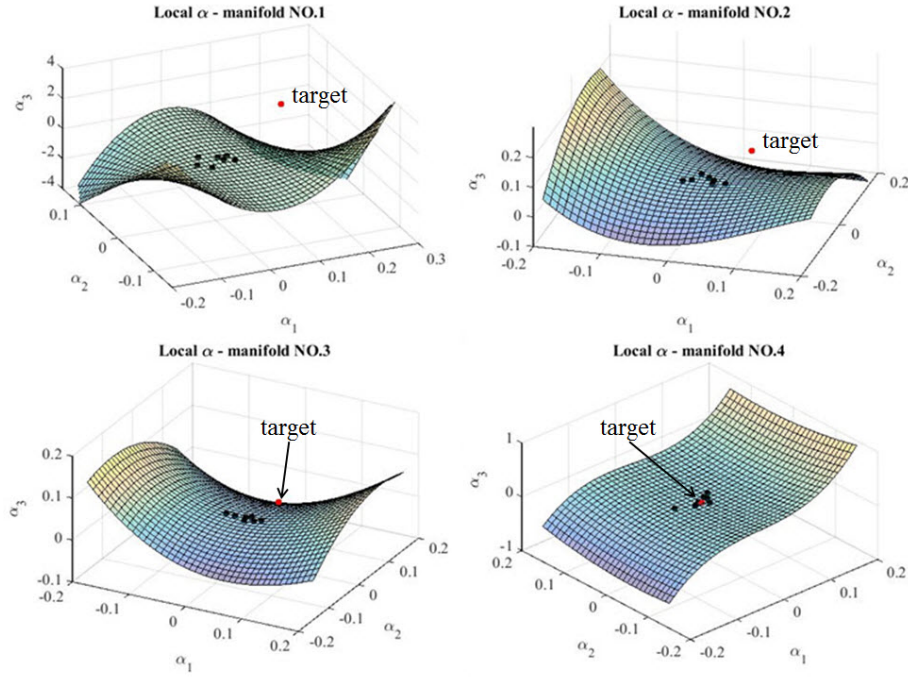 Local α - manifold NO.1
4
2
0
-2
-4
α3
target
0.1
0
-0.1
α2
-0.2
-0.1
0
0.1
0.2
0.3
α1
Local α - manifold NO.2
target
0.2
0.1
0
-0.1
α3
-0.2
0
0.1
0.2
α1
-0.2
0
0.2
α2
Local α - manifold NO.3
target
0.2
0.1
0
-0.1
α3
-0.2
-0.1
0
0.1
0.2
α1
-0.2
-0.1
0
0.1
0.2
α2
Local α - manifold NO.4
target
1
0
-1
α3
0.2
0.1
0
-0.1
-0.2
α2
-0.2
-0.1
0
0.1
0.2
α1